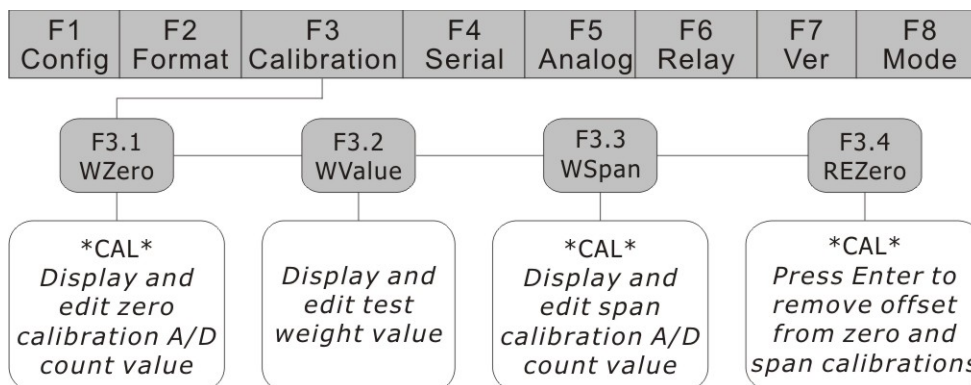 F1 F2 F3 F4 F5 F6 F7 F8
Config Format Calibration Serial Analog Relay Ver Mode
F3.1
WZero
F3.2
WValue
F3.3
WSpan
F3.4
REZero
*CAL*
Display and
edit zero
calibration A/D
count value
Display and
edit test
weight value
*CAL*
Display and
edit span
calibration A/D
count value
*CAL*
Press Enter to
remove offset
from zero and
span calibrations